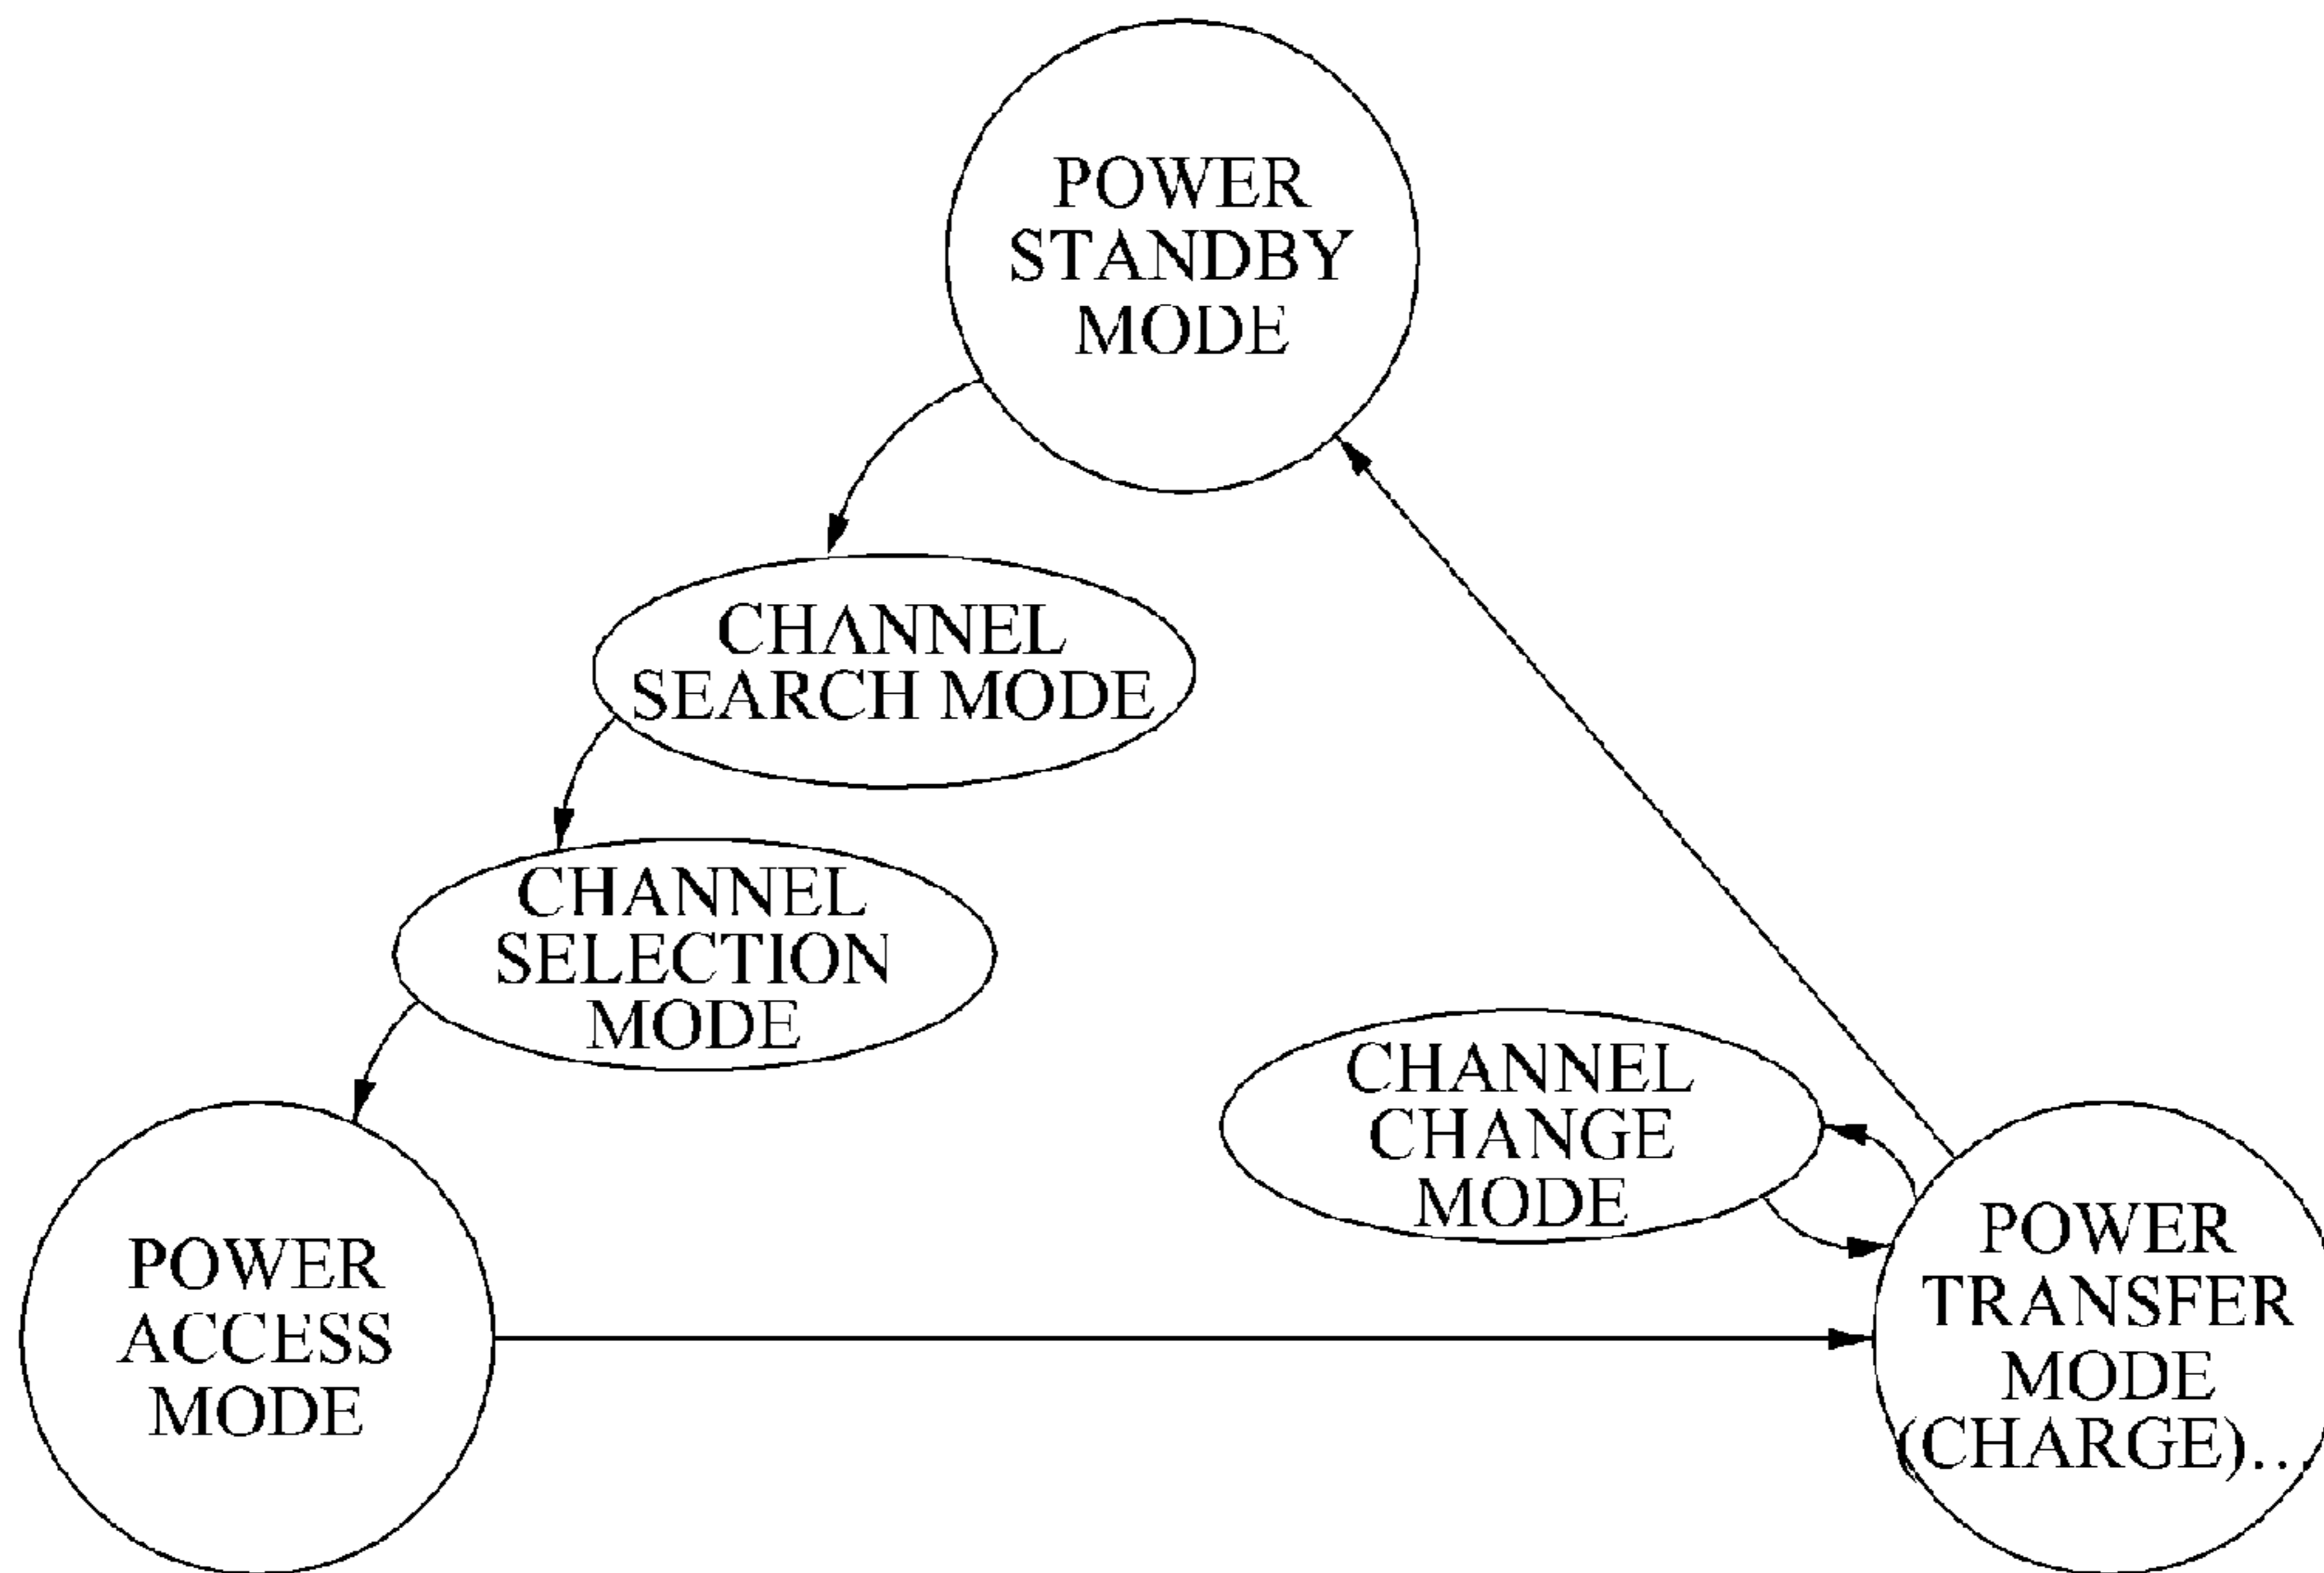 POWER
STANDBY
MODE
CHANNEL
SEARCH MODE
CHANNEL
SELECTION
MODE
CHANNEL
CHANGE
MODE
POWER
ACCESS
MODE
POWER
TRANSFER
MODE
(CHARGE)...